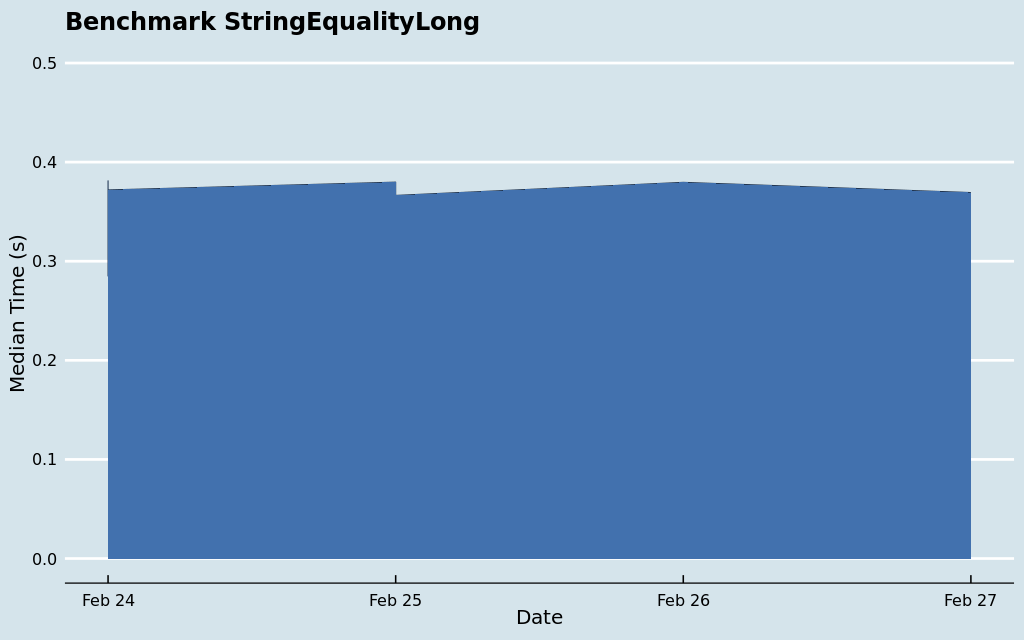 Benchmark StringEqualityLong
0.5
0.4
0.3
0.2
0.1
0.0
Median Time (s)
Feb 24 Feb 25 Feb 26 Feb 27
Date